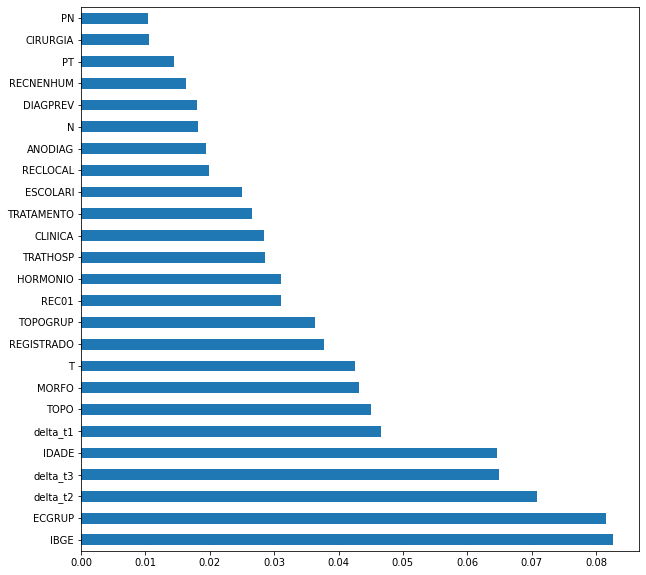 PN
CIRURGIA
PT
RECNENHUM
DIAGPREV
N
ANODIAG
RECLOCAL
ESCOLARI
TRATAMENTO
CLINICA
TRATHOSP
HORMONIO
REC01
TOPOGRUP
REGISTRADO
T
MORFO
TOPO
delta_t1
IDADE
delta_t3
delta_t2
ECGRUP
IBGE
0.00 0.01 0.02 0.03 0.04 0.05 0.06 0.07 0.08